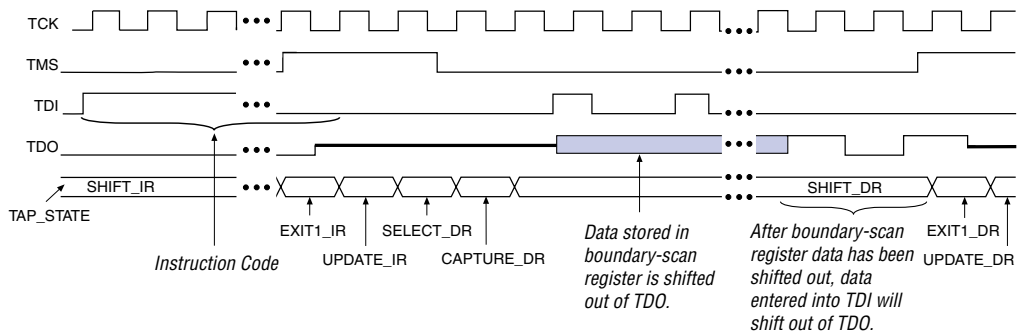 TCK
TMS
TDI
TDO
SHIFT_IR
SHIFT_DR
TAP_STATE
EXIT1_IR
SELECT_DR
UPDATE_IR
CAPTURE_DR
Instruction Code
Data stored in
boundary-scan
register is shifted
out of TDO.
After boundary-scan
register data has been
shifted out, data
entered into TDI will
shift out of TDO.
EXIT1_DR
UPDATE_DR